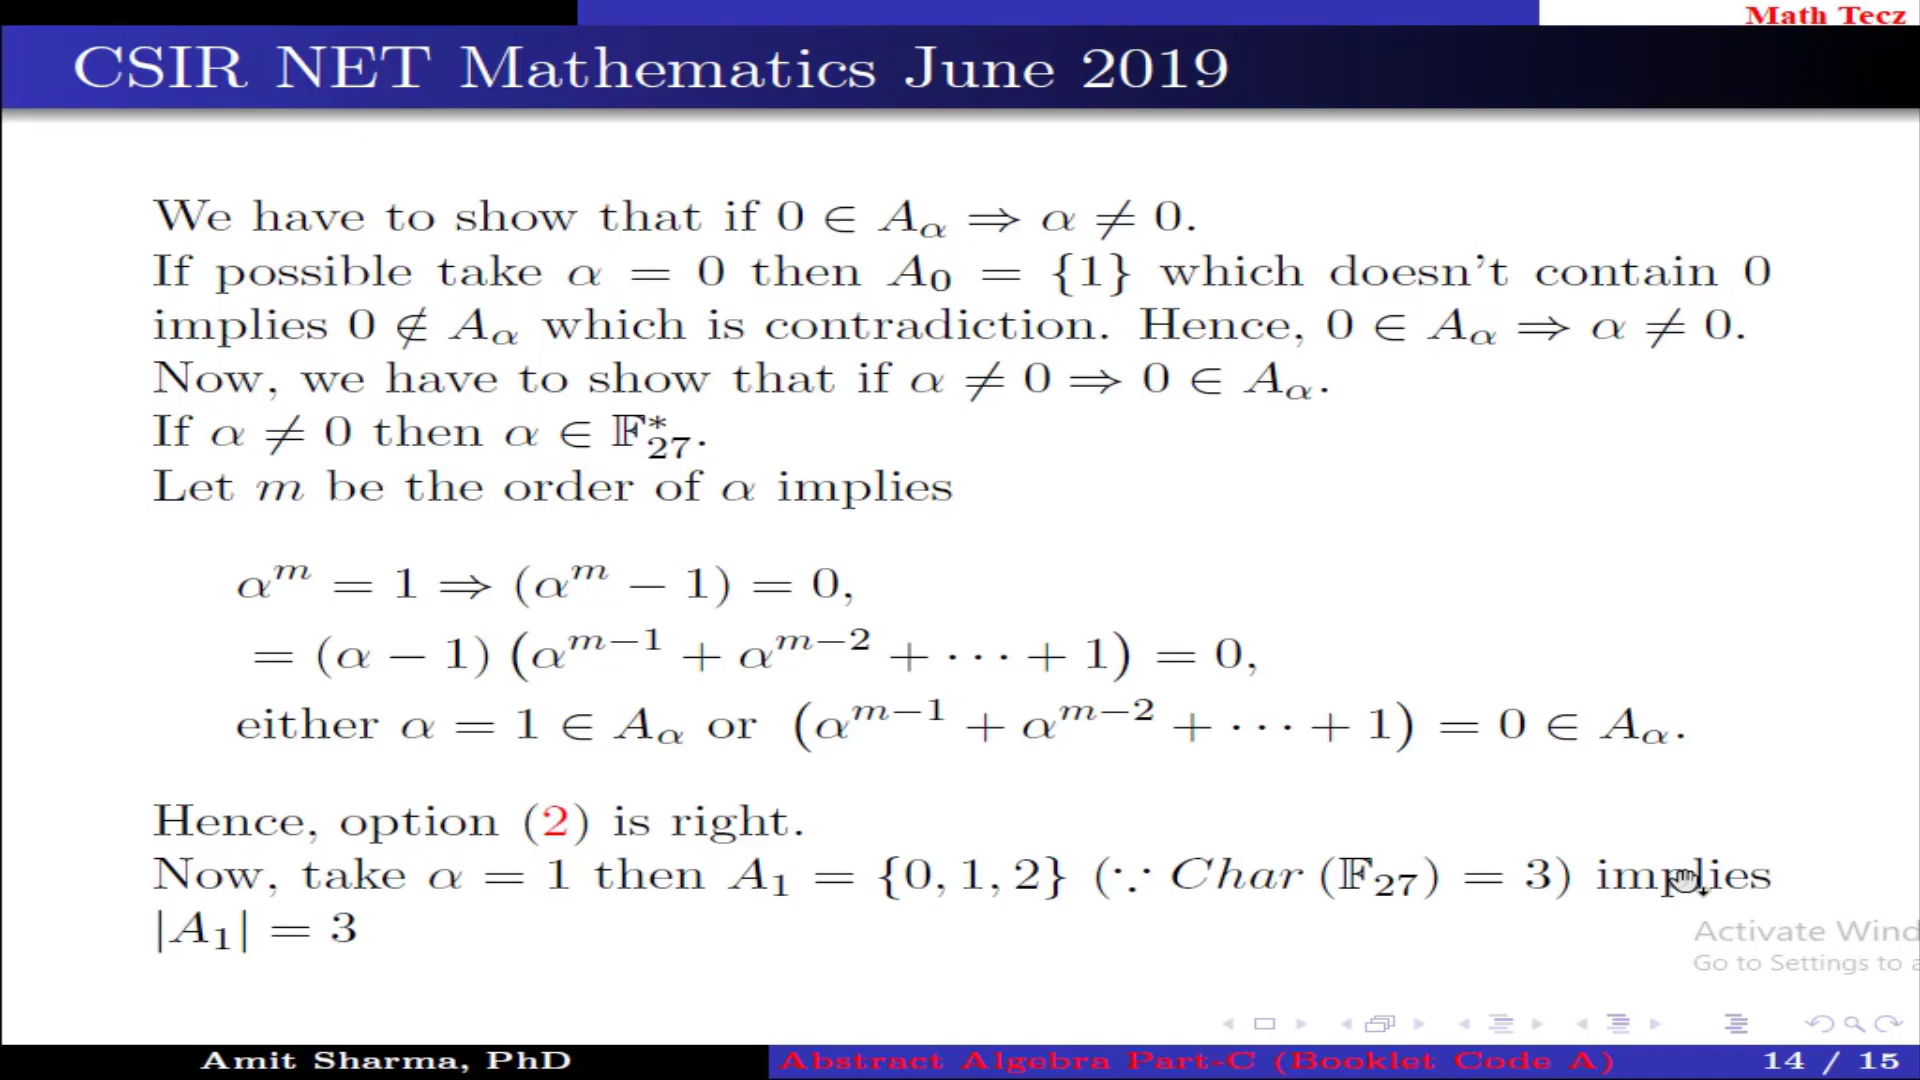 Math Tecz
CSIR NET Mathematics June 2019
We have to show that if 0 ∈ A_α ⇒ α ≠ 0.
If possible take α = 0 then A_0 = {1} which doesn't contain 0
implies 0 ∉ A_α which is contradiction. Hence, 0 ∈ A_α ⇒ α ≠ 0.
Now, we have to show that if α ≠ 0 ⇒ 0 ∈ A_α.
If α ≠ 0 then α ∈ 𝔽*_27.
Let m be the order of α implies
α^m = 1 ⇒ (α^m − 1) = 0,
= (α − 1) (α^{m−1} + α^{m−2} + ··· + 1) = 0,
either α = 1 ∈ A_α or (α^{m−1} + α^{m−2} + ··· + 1) = 0 ∈ A_α.
Hence, option (2) is right.
Now, take α = 1 then A_1 = {0, 1, 2} (∵ Char (𝔽_27) = 3) implies
|A_1| = 3
Activate Wind
Go to Settings to a
Amit Sharma, PhD
Abstract Algebra Part-C (Booklet Code A)
14 / 15